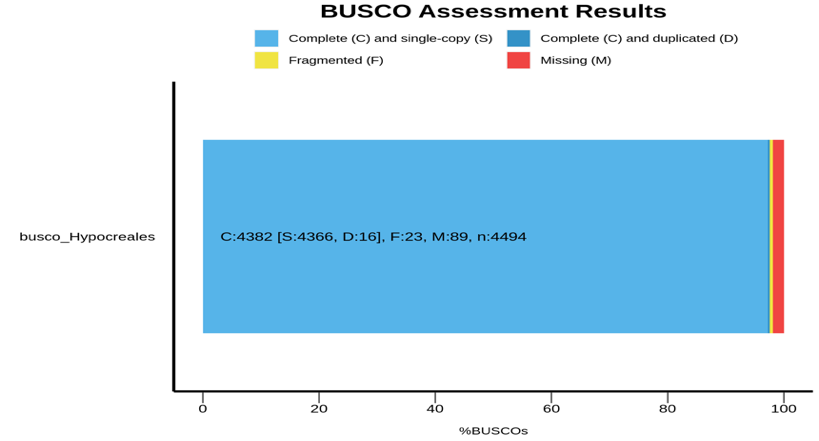 BUSCO Assessment Results
Complete (C) and single-copy (S) Complete (C) and duplicated (D)
Fragmented (F) Missing (M)
busco_Hypocreales C:4382 [S:4366, D:16], F:23, M:89, n:4494
0 20 40 60 80 100
%BUSCOs